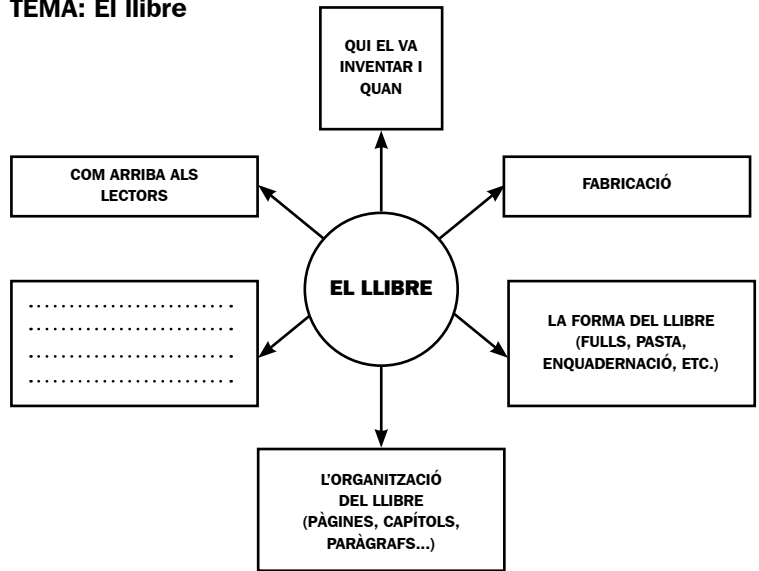 TEMA: El llibre
QUI EL VA
INVENTAR I
QUAN
COM ARRIBA ALS
LECTORS
FABRICACIÓ
EL LLIBRE
LA FORMA DEL LLIBRE
(FULLS, PASTA,
ENQUADERNACIÓ, ETC.)
L'ORGANITZACIÓ
DEL LLIBRE
(PÀGINES, CAPÍTOLS,
PARÀGRAFS...)